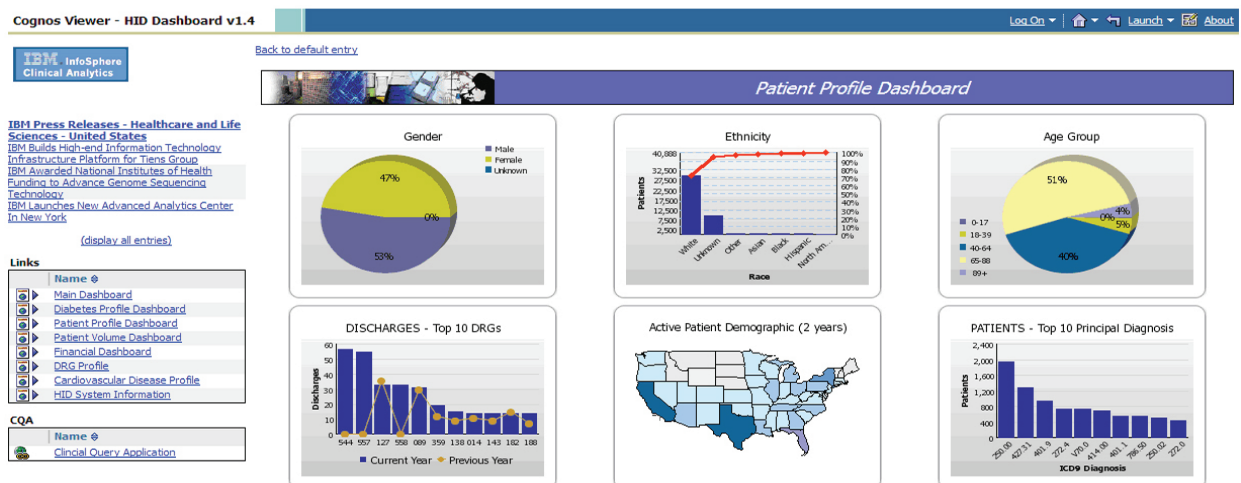 Cognos Viewer - HID Dashboard v1.4
Log On
Launch
About
IBM. InfoSphere
Clinical Analytics
Back to default entry
Patient Profile Dashboard
IBM Press Releases - Healthcare and Life
Sciences - United States
IBM Builds High-end Information Technology
Infrastructure Platform for Tiens Group
IBM Awarded National Institutes of Health
Funding to Advance Genome Sequencing
Technology
IBM Launches New Advanced Analytics Center
In New York
(display all entries)
Links
Name
Main Dashboard
Diabetes Profile Dashboard
Patient Profile Dashboard
Patient Volume Dashboard
Financial Dashboard
DRG Profile
Cardiovascular Disease Profile
HID System Information
CQA
Name
Clincial Query Application
Gender
Male
Female
Unknown
47%
0%
53%
Ethnicity
Patients
40,888
32,500
27,500
22,500
17,500
12,500
7,500
2,500
100%
90%
80%
70%
60%
50%
40%
30%
20%
10%
0%
White
Unknown
Other
Asian
Black
Hispanic
North Am...
Race
Age Group
51%
4%
0%
5%
40%
0-17
18-39
40-64
65-88
89+
DISCHARGES - Top 10 DRGs
Discharges
60
50
40
30
20
10
0
544 557 127 558 089 359 138 014 143 182 188
Current Year Previous Year
Active Patient Demographic (2 years)
PATIENTS - Top 10 Principal Diagnosis
Patients
2,400
2,000
1,600
1,200
800
400
0
250.00 427.31 401.9 272.4 V70.0 414.00 401.1 786.50 250.02 272.0
ICD9 Diagnosis